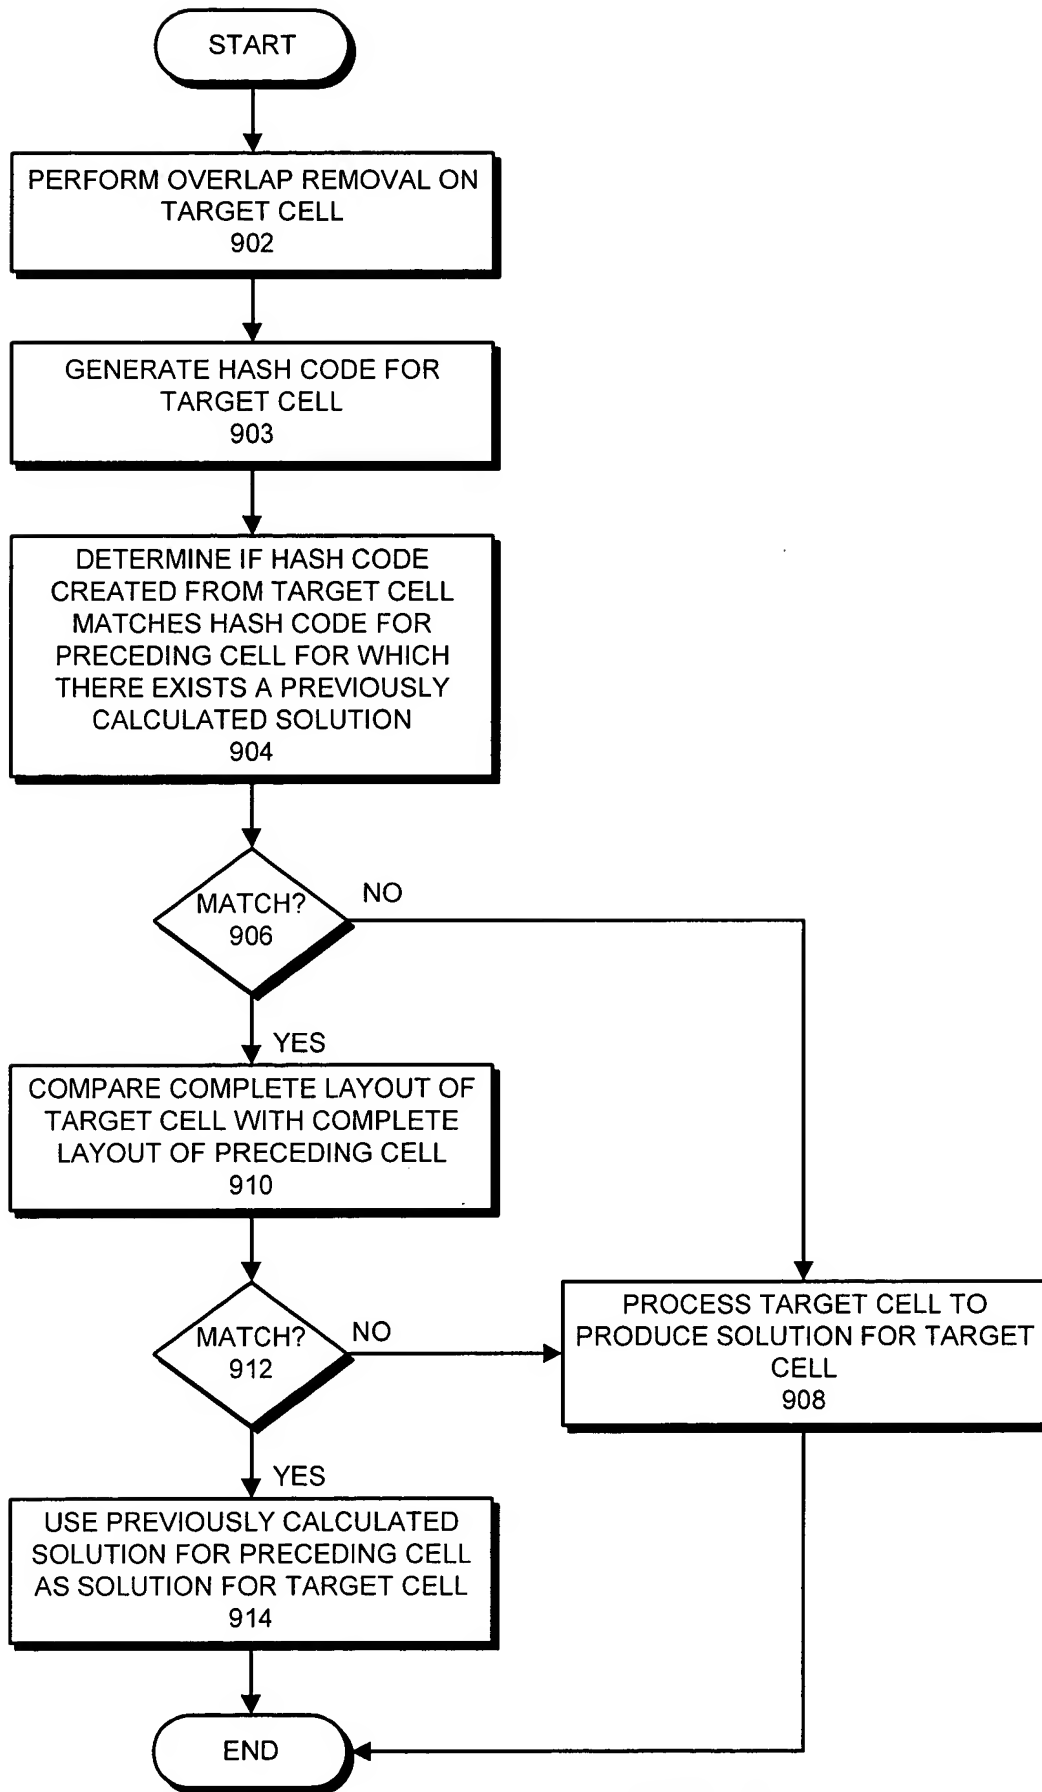 START
PERFORM OVERLAP REMOVAL ON
TARGET CELL
902
GENERATE HASH CODE FOR
TARGET CELL
903
DETERMINE IF HASH CODE
CREATED FROM TARGET CELL
MATCHES HASH CODE FOR
PRECEDING CELL FOR WHICH
THERE EXISTS A PREVIOUSLY
CALCULATED SOLUTION
904
MATCH?
906
NO
YES
COMPARE COMPLETE LAYOUT OF
TARGET CELL WITH COMPLETE
LAYOUT OF PRECEDING CELL
910
MATCH?
912
NO
PROCESS TARGET CELL TO
PRODUCE SOLUTION FOR TARGET
CELL
908
YES
USE PREVIOUSLY CALCULATED
SOLUTION FOR PRECEDING CELL
AS SOLUTION FOR TARGET CELL
914
END